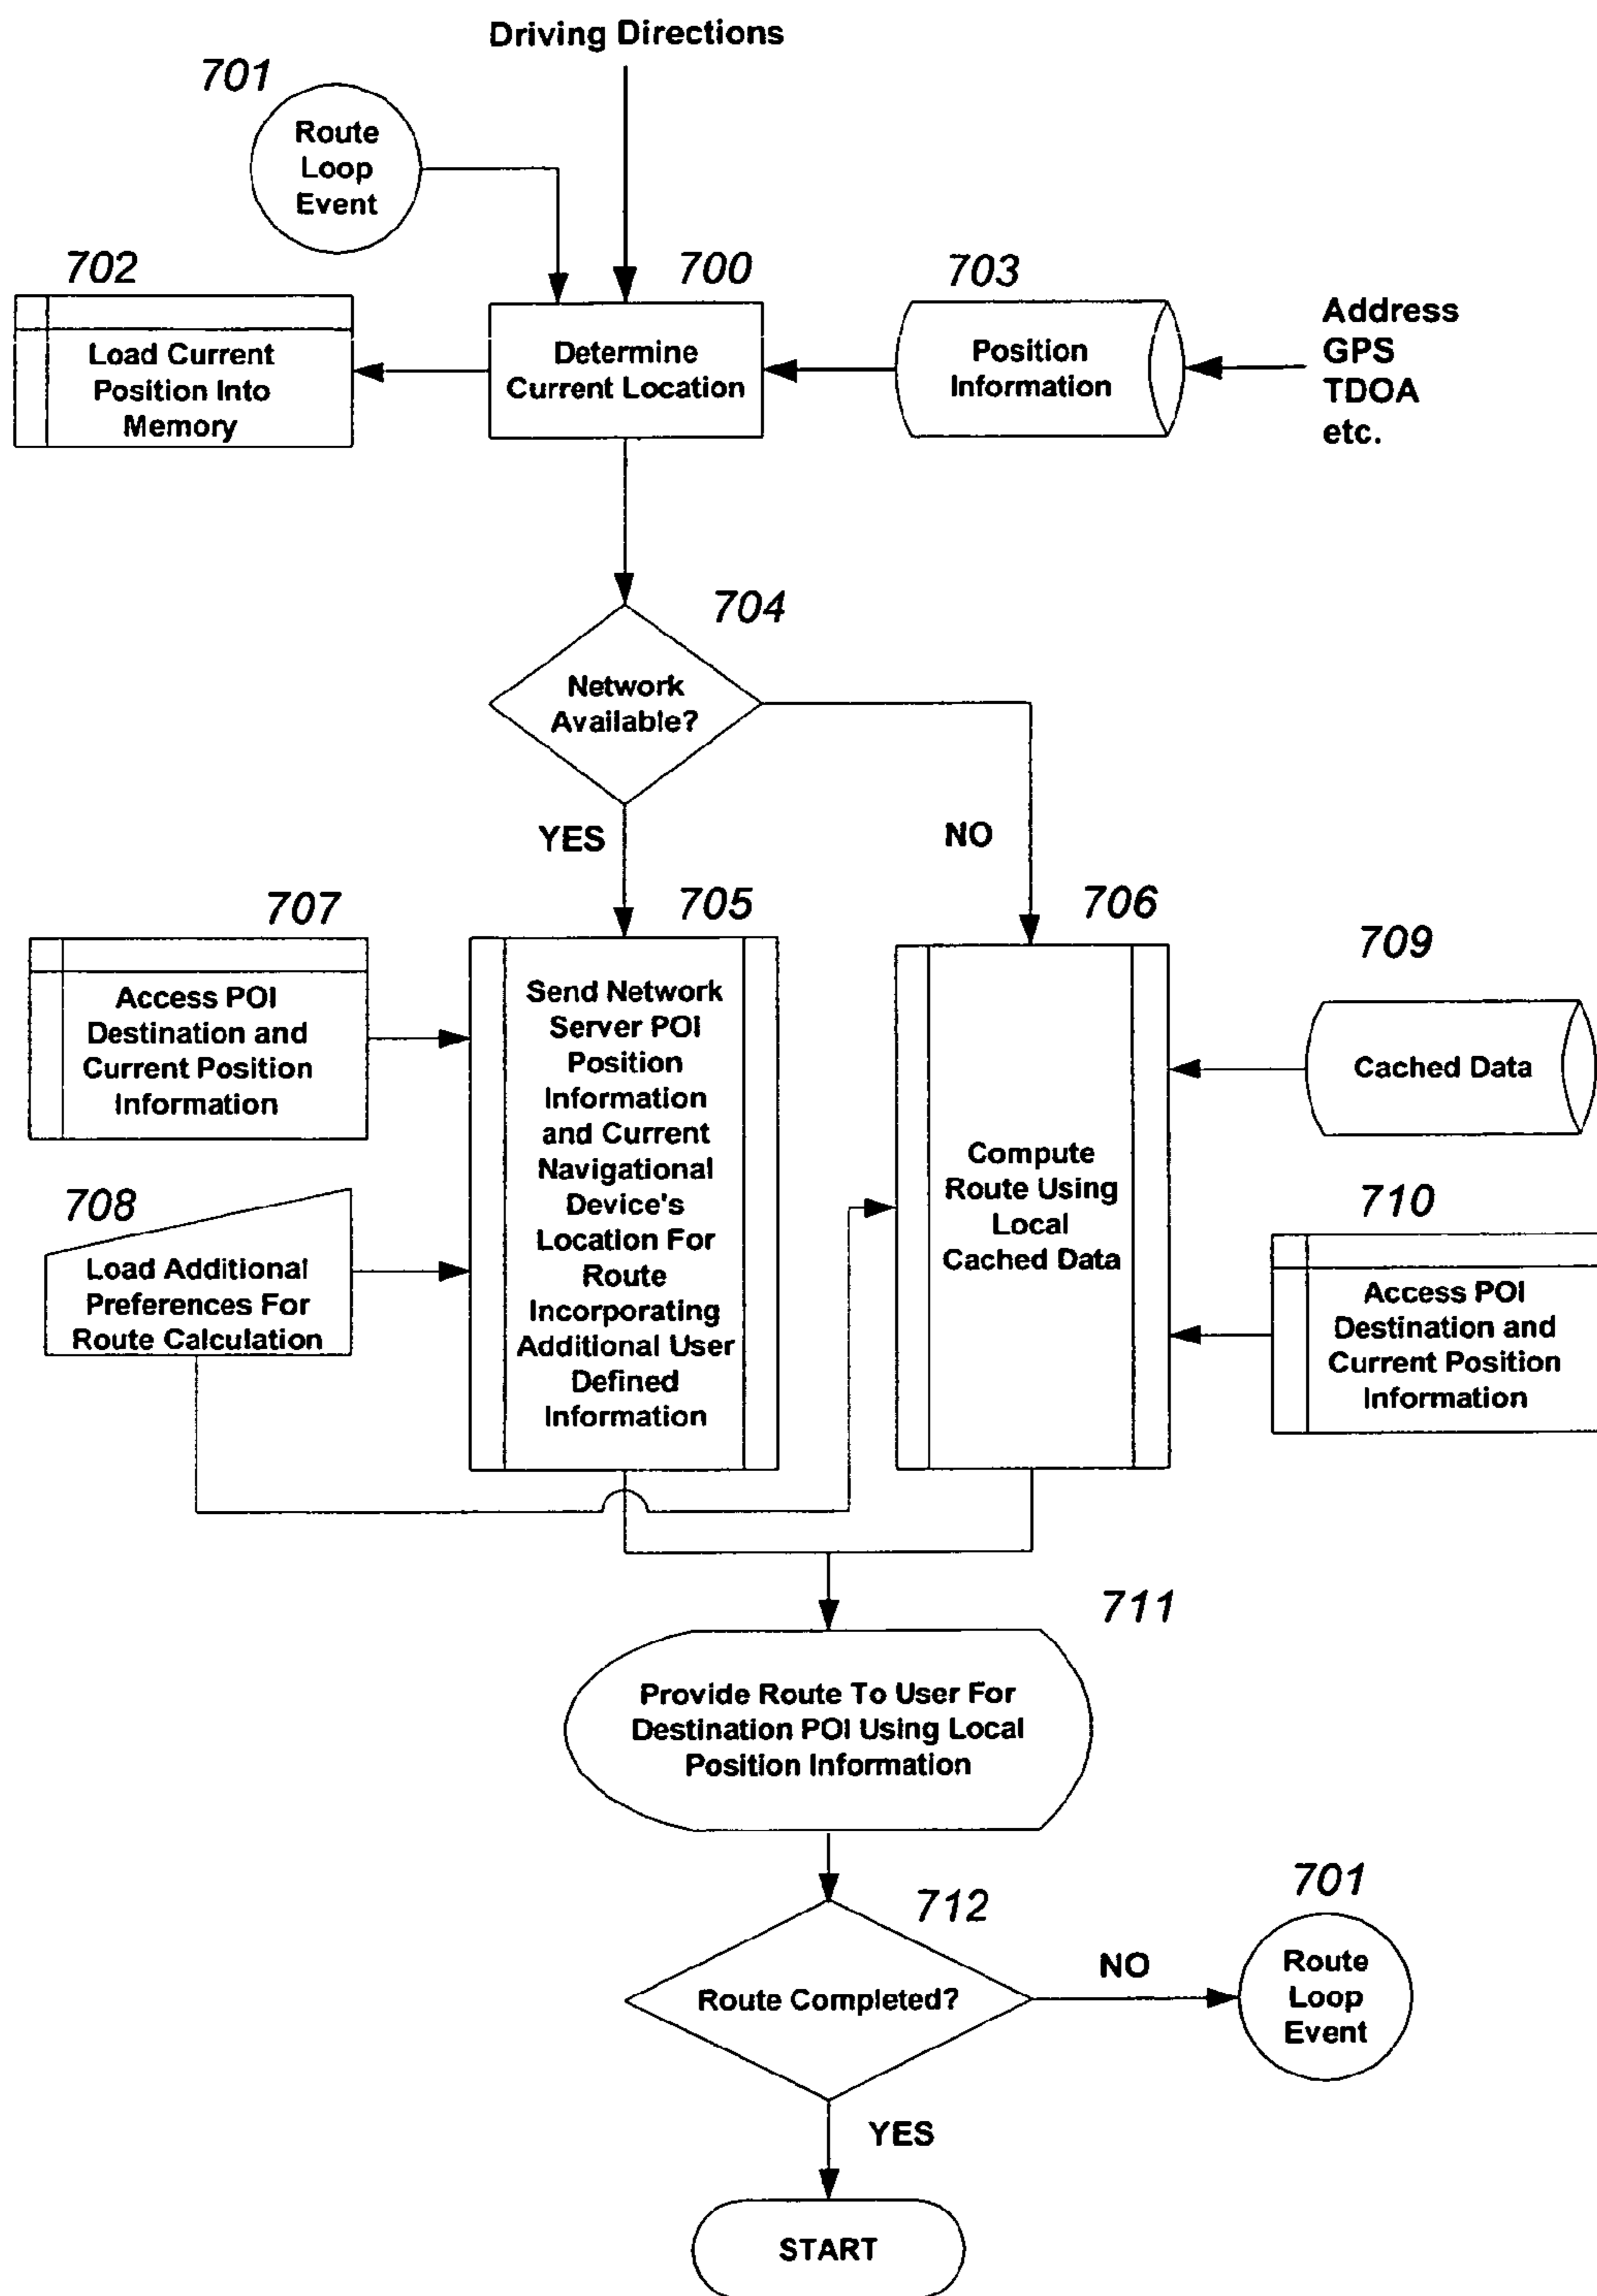 Driving Directions
701
Route
Loop
Event
702
Load Current
Position Into
Memory
700
Determine
Current Location
703
Position
Information
Address
GPS
TDOA
etc.
704
Network
Available?
YES
NO
707
Access POI
Destination and
Current Position
Information
708
Load Additional
Preferences For
Route Calculation
705
Send Network
Server POI
Position
Information
and Current
Navigational
Device's
Location For
Route
Incorporating
Additional User
Defined
Information
706
Compute
Route Using
Local
Cached Data
709
Cached Data
710
Access POI
Destination and
Current Position
Information
711
Provide Route To User For
Destination POI Using Local
Position Information
712
Route Completed?
NO
701
Route
Loop
Event
YES
START